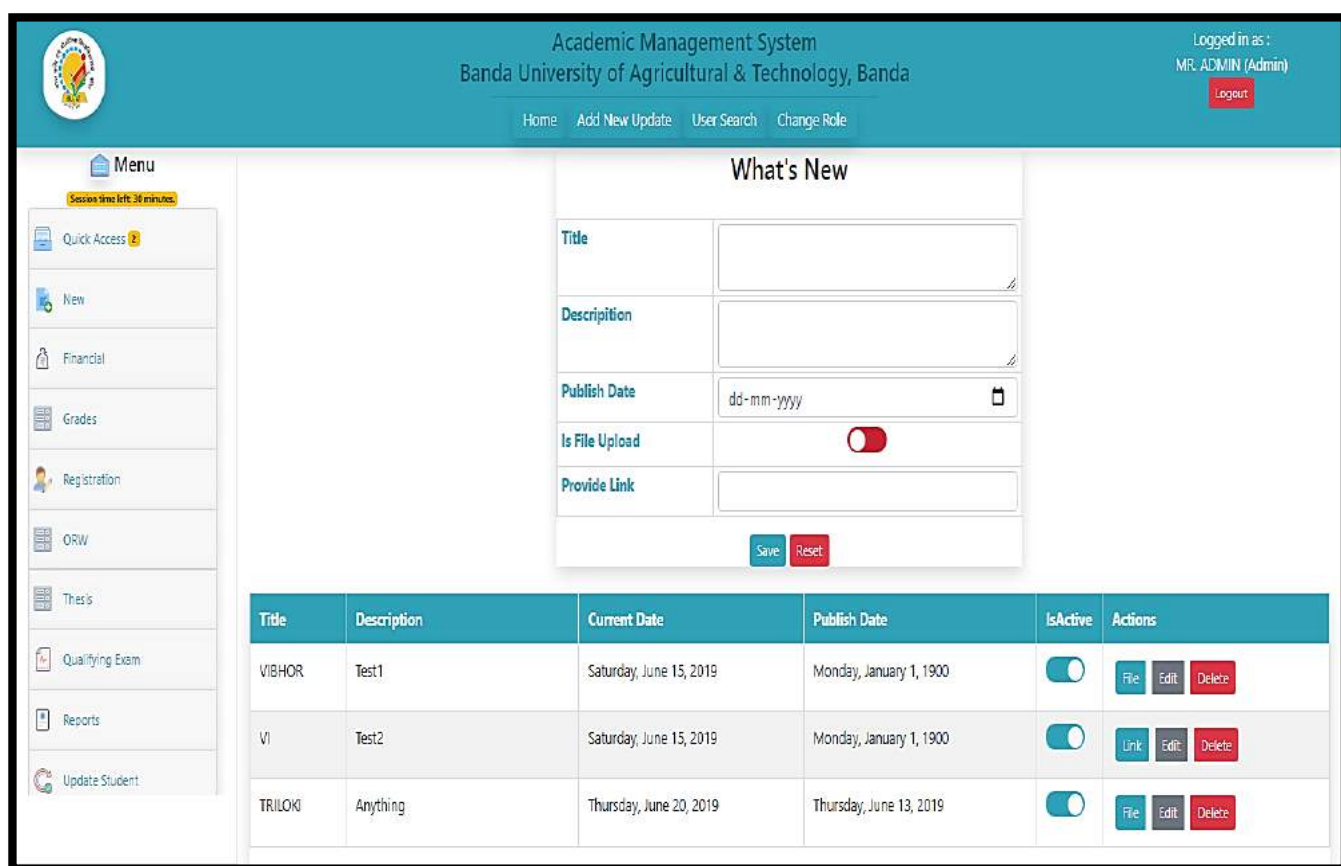 Academic Management System
Banda University of Agricultural & Technology, Banda
Home Add New Update User Search Change Role
Logged in as :
MR. ADMIN (Admin)
Logout
Menu
Session time left: 30 minutes.
Quick Access 2
New
Financial
Grades
Registration
ORW
Thesis
Qualifying Exam
Reports
Update Student
What's New
Title
Descripition
Publish Date dd-mm-yyyy
Is File Upload
Provide Link
Save Reset
Title Description Current Date Publish Date IsActive Actions
VIBHOR Test1 Saturday, June 15, 2019 Monday, January 1, 1900 File Edit Delete
VI Test2 Saturday, June 15, 2019 Monday, January 1, 1900 Link Edit Delete
TRILOKI Anything Thursday, June 20, 2019 Thursday, June 13, 2019 File Edit Delete